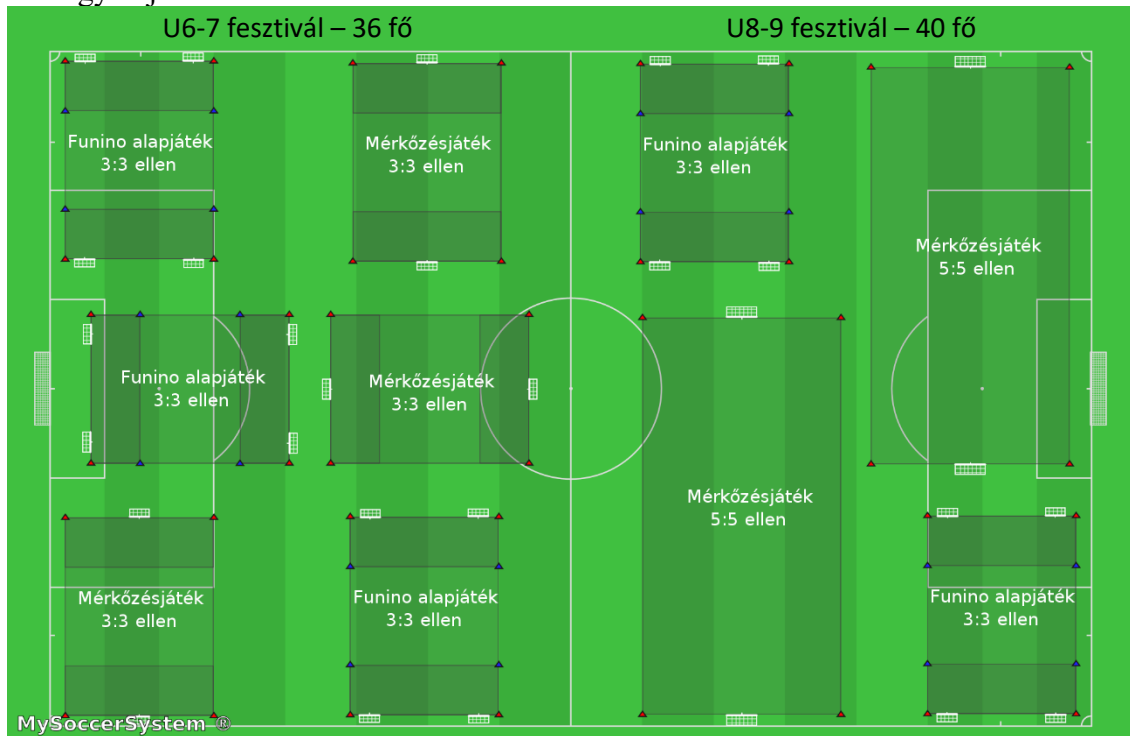 U6-7 fesztivál – 36 fő
U8-9 fesztivál – 40 fő
Funino alapjáték
3:3 ellen
Mérkőzésjáték
3:3 ellen
Funino alapjáték
3:3 ellen
Mérkőzésjáték
5:5 ellen
Funino alapjáték
3:3 ellen
Mérkőzésjáték
3:3 ellen
Mérkőzésjáték
5:5 ellen
Mérkőzésjáték
3:3 ellen
Funino alapjáték
3:3 ellen
Funino alapjáték
3:3 ellen
MySoccerSystem ®